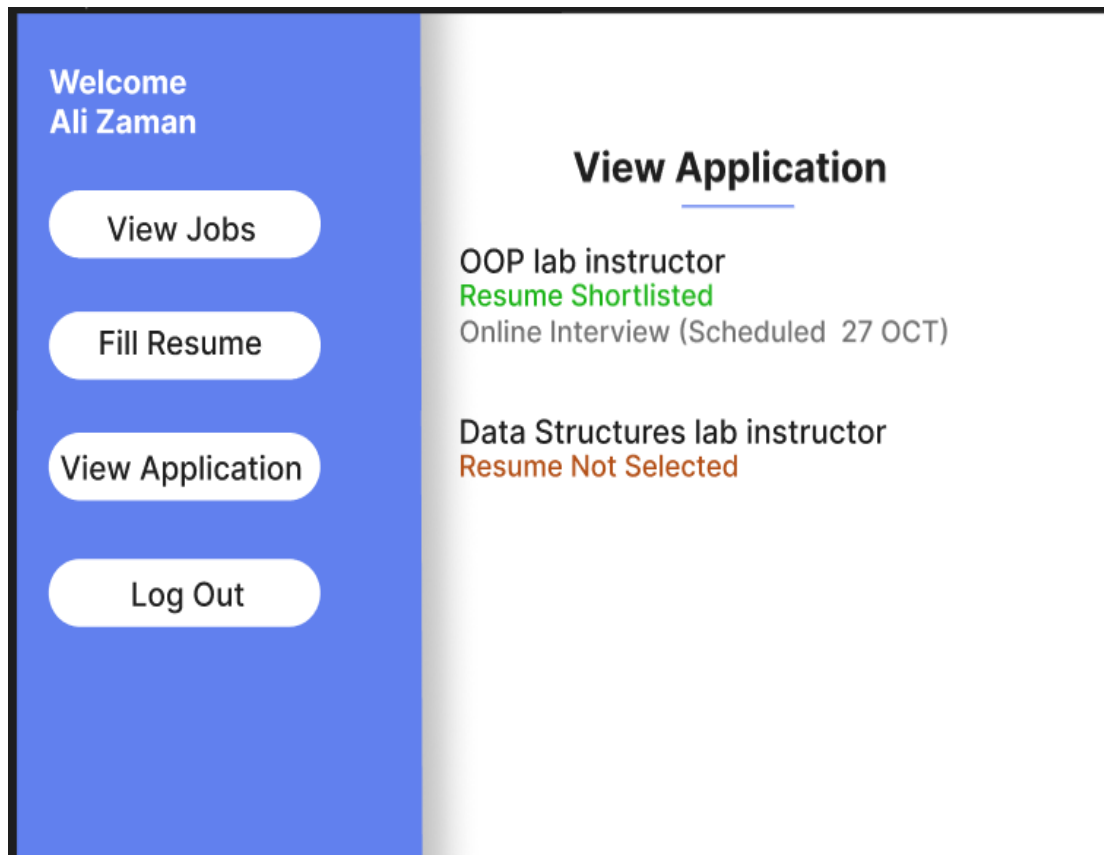 Welcome
Ali Zaman
View Jobs
Fill Resume
View Application
Log Out
View Application
OOP lab instructor
Resume Shortlisted
Online Interview (Scheduled 27 OCT)
Data Structures lab instructor
Resume Not Selected